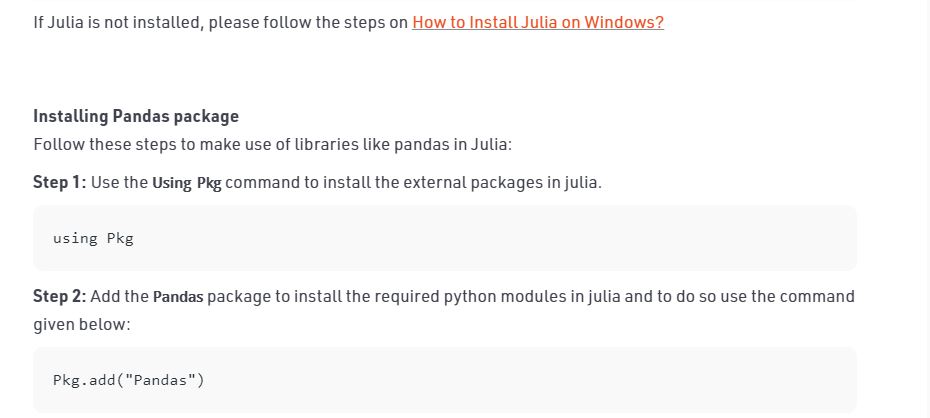 If Julia is not installed, please follow the steps on How to Install Julia on Windows?
Installing Pandas package
Follow these steps to make use of libraries like pandas in Julia:
Step 1: Use the Using Pkg command to install the external packages in julia.
using Pkg
Step 2: Add the Pandas package to install the required python modules in julia and to do so use the command
given below:
Pkg.add("Pandas")